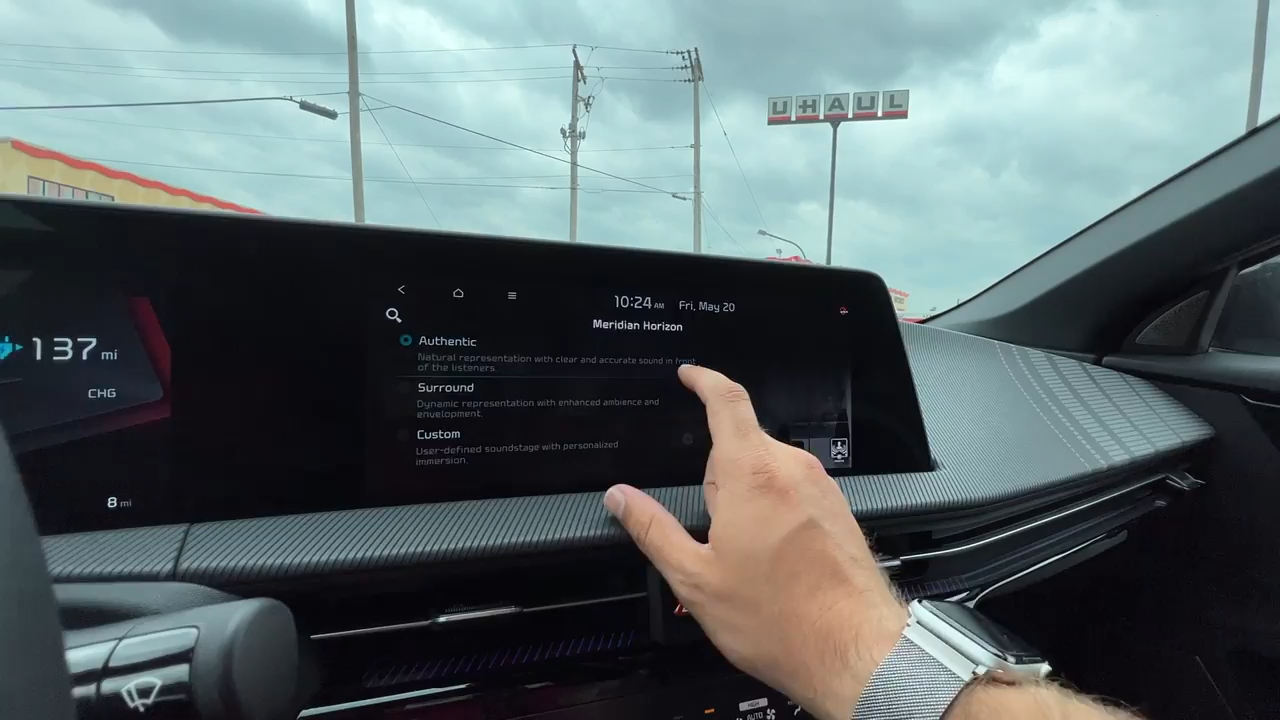 UHAUL
10:24 AM Fri, May 20
Meridian Horizon
Authentic
Natural representation with clear and accurate sound in front
of the listeners.
137 mi
Surround
CHG
Dynamic representation with enhanced ambience and
envelopment.
Custom
User-defined soundstage with personalized
immersion.
8 mi
HIGH
AUTO